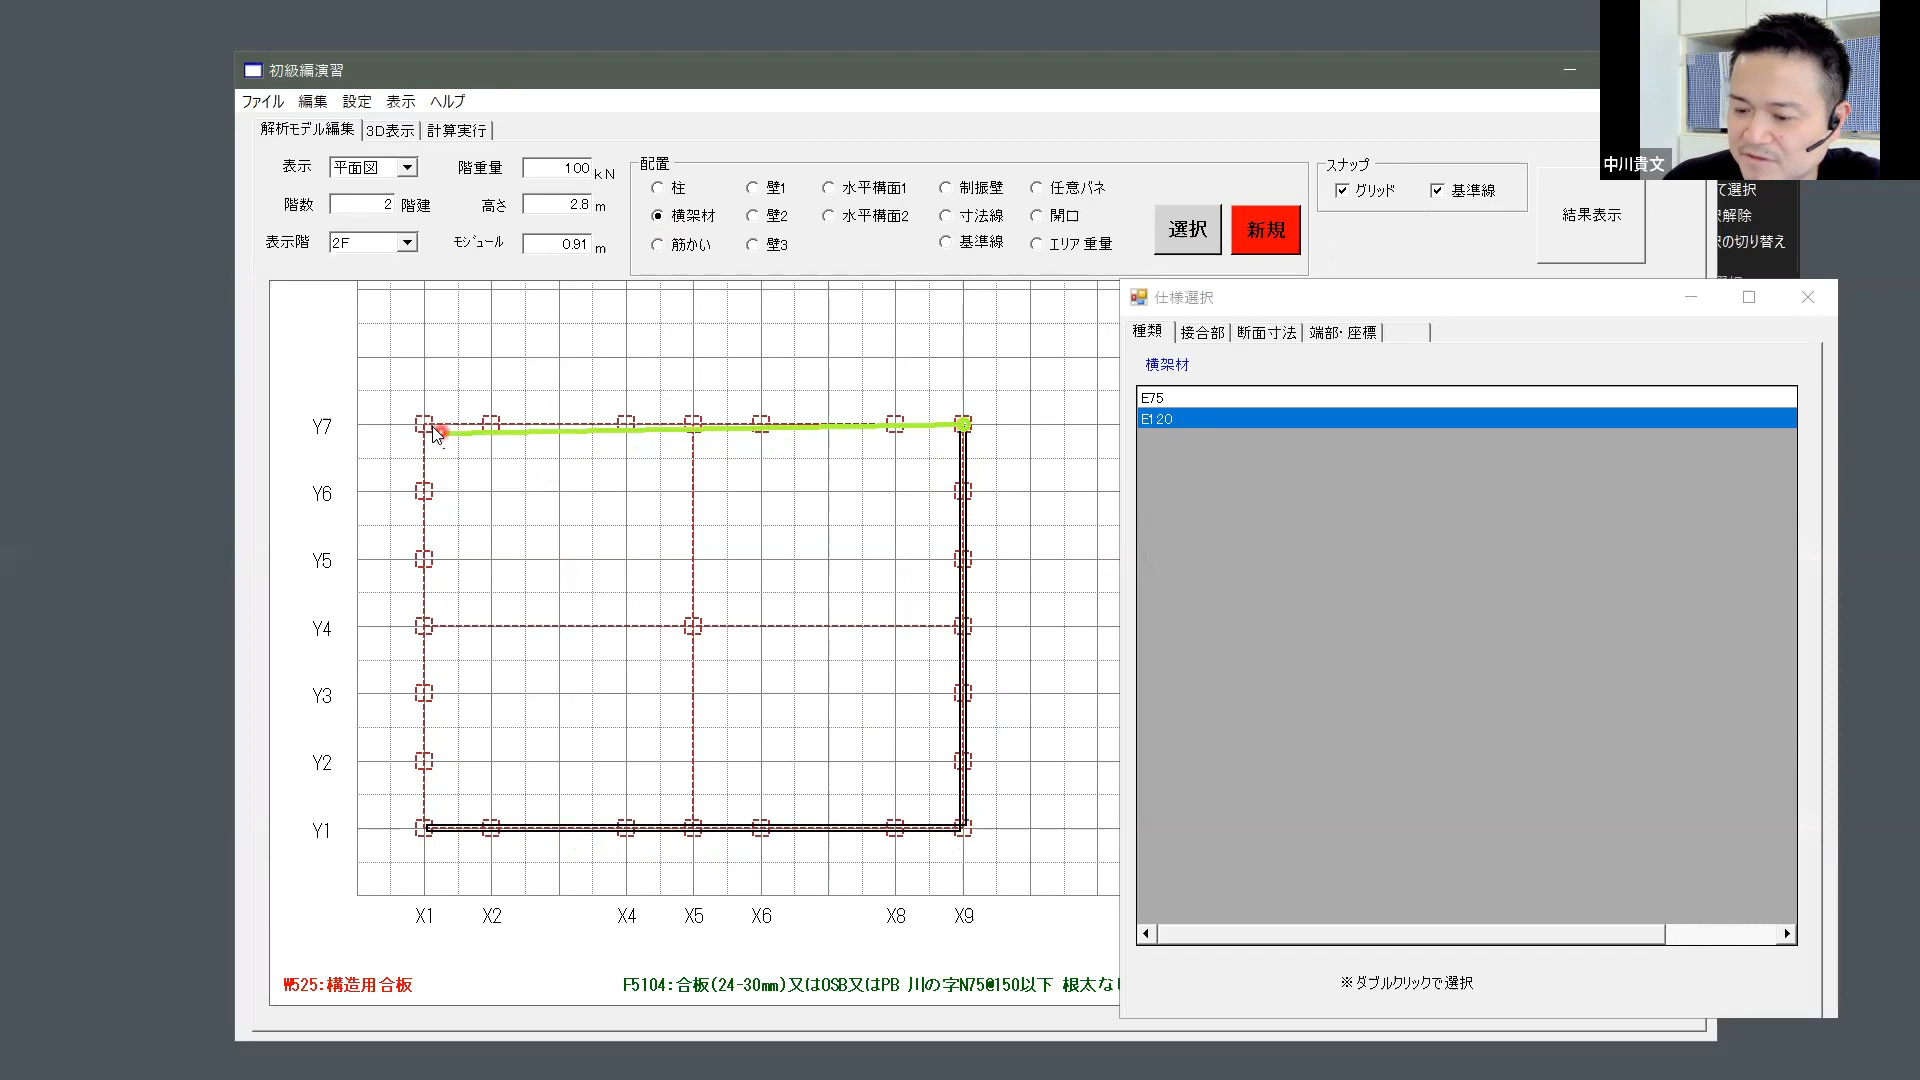 初級編演習
ファイル 編集 設定 表示 ヘルプ
解析モデル編集 3D表示 計算実行
表示 平面図
階数 2 階建
表示階 2F
階重量 100 kN
高さ 2.8 m
モジュール 0.91 m
配置
柱 壁1 水平構面1 制振壁 任意バネ
横架材 壁2 水平構面2 寸法線 開口
筋かい 壁3 基準線 エリア重量
選択 新規
スナップ
グリッド 基準線
結果表示
中川貴文
て選択
択解除
択の切り替え
仕様選択
種類 接合部 断面寸法 端部・座標
横架材
E75
E120
※ダブルクリックで選択
Y7
Y6
Y5
Y4
Y3
Y2
Y1
X1 X2 X4 X5 X6 X8 X9
W525:構造用合板
F5104:合板(24-30mm)又はOSB又はPB 川の字N75@150以下 根太なし